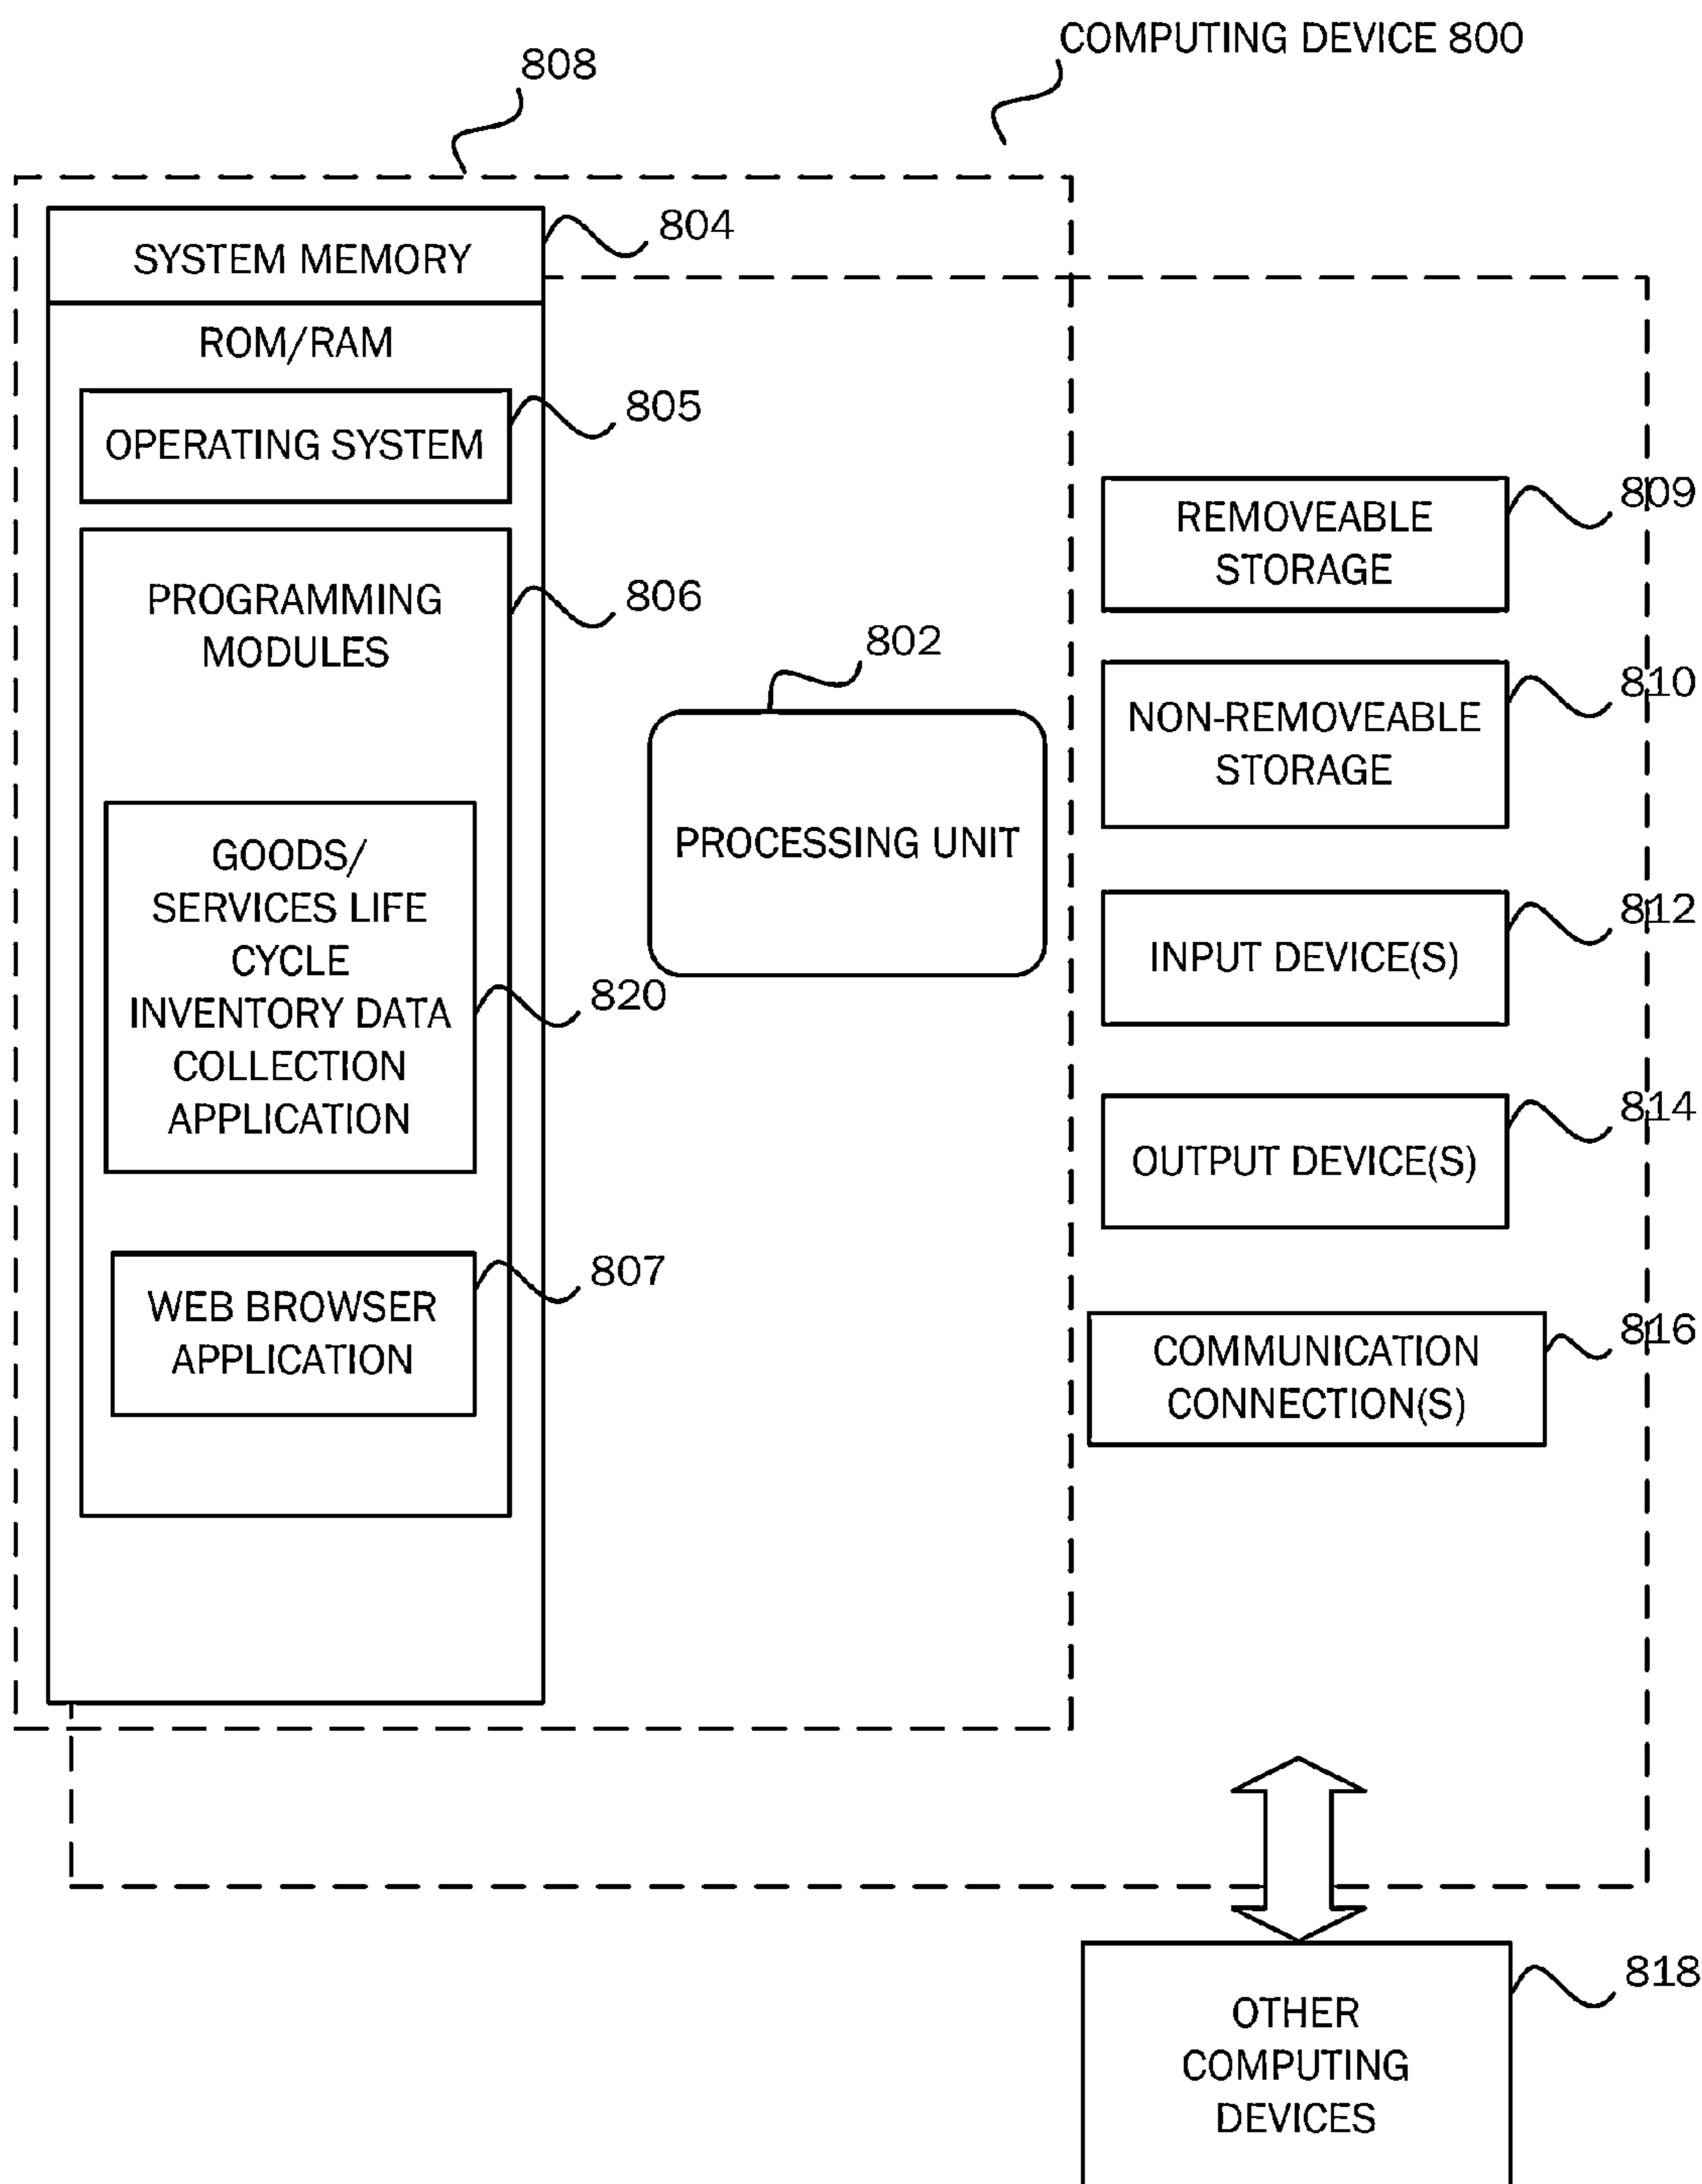 COMPUTING DEVICE 800
808
804
SYSTEM MEMORY
ROM/RAM
805
OPERATING SYSTEM
806
PROGRAMMING
MODULES
820
GOODS/
SERVICES LIFE
CYCLE
INVENTORY DATA
COLLECTION
APPLICATION
807
WEB BROWSER
APPLICATION
802
PROCESSING UNIT
809
REMOVEABLE
STORAGE
810
NON-REMOVEABLE
STORAGE
812
INPUT DEVICE(S)
814
OUTPUT DEVICE(S)
816
COMMUNICATION
CONNECTION(S)
818
OTHER
COMPUTING
DEVICES